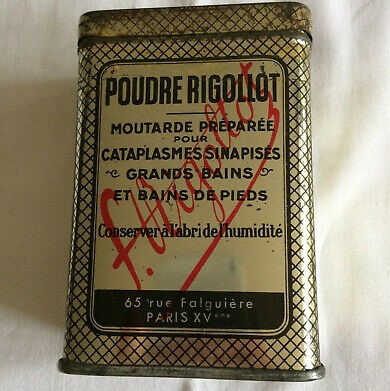 POUDRE RIGOLLOT
MOUTARDE PRÉPARÉE
POUR
CATAPLASMES SINAPISÉS
GRANDS BAINS
ET BAINS DE PIEDS
Conserver à l'abri de l'humidité
65 rue Falguière
PARIS XVème